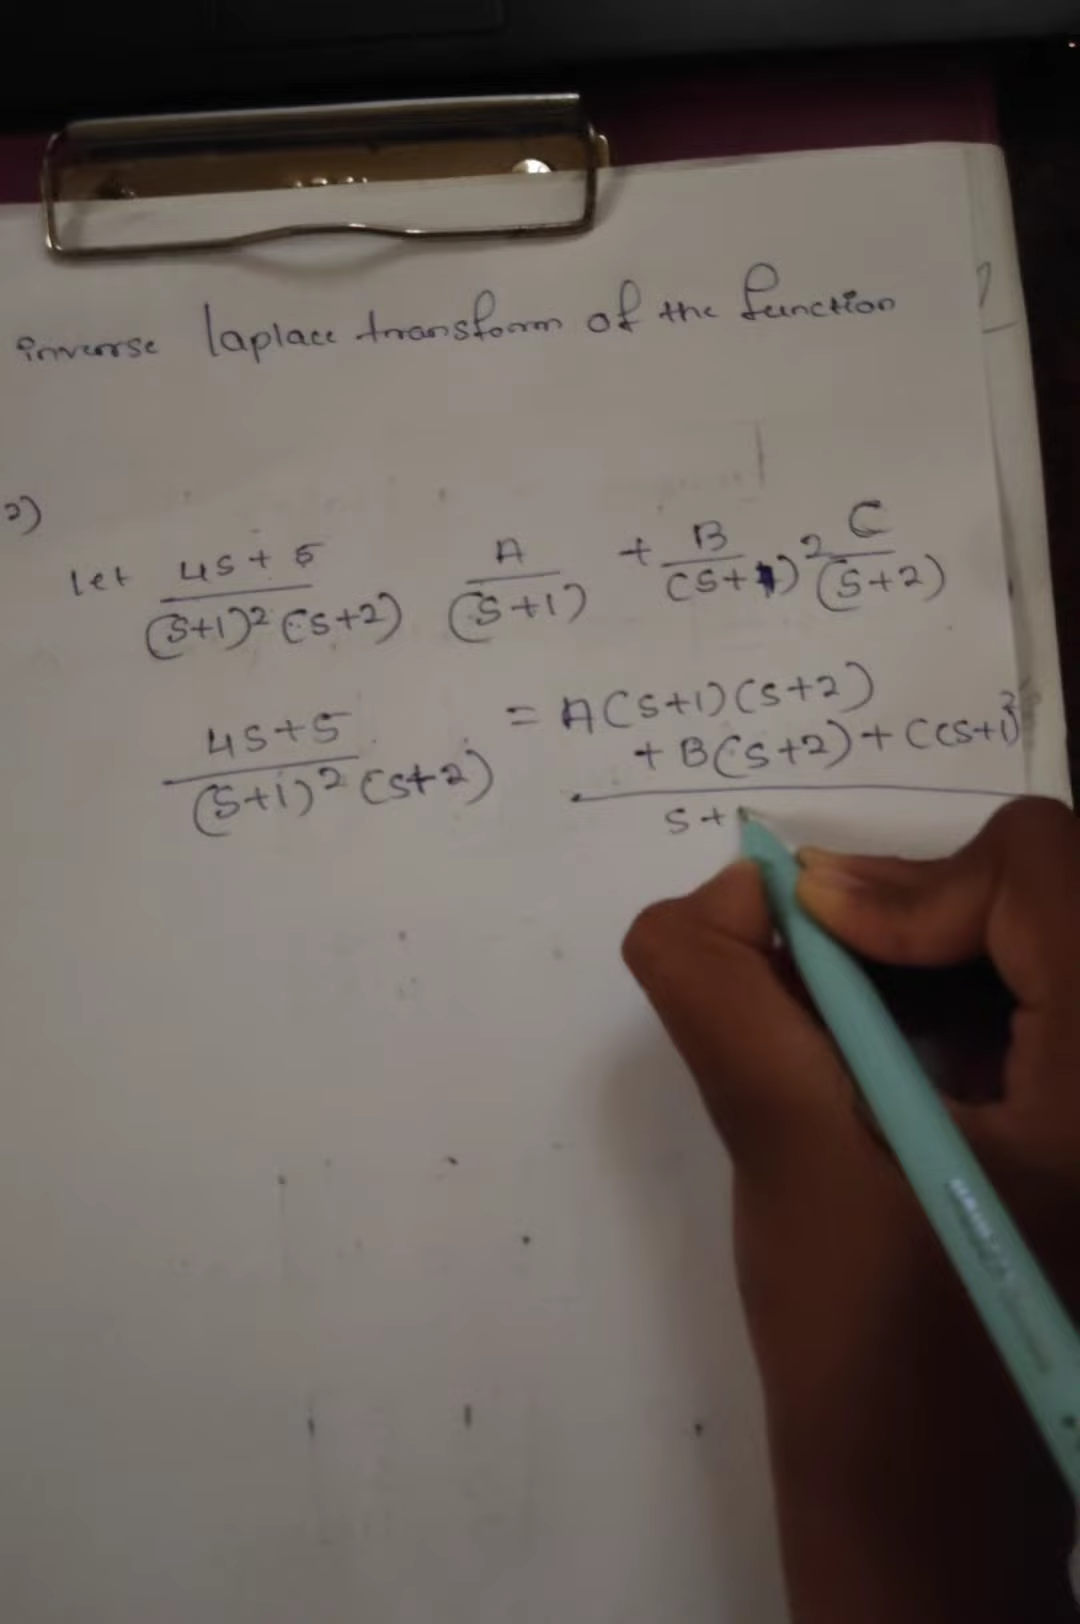 inverse laplace transform of the function
2)
let 4s+5 / (s+1)² (s+2) A / (s+1) + B / (s+1)² C / (s+2)
4s+5 / (s+1)² (s+2) = A(s+1)(s+2)
+ B(s+2) + C(s+1)²
s+